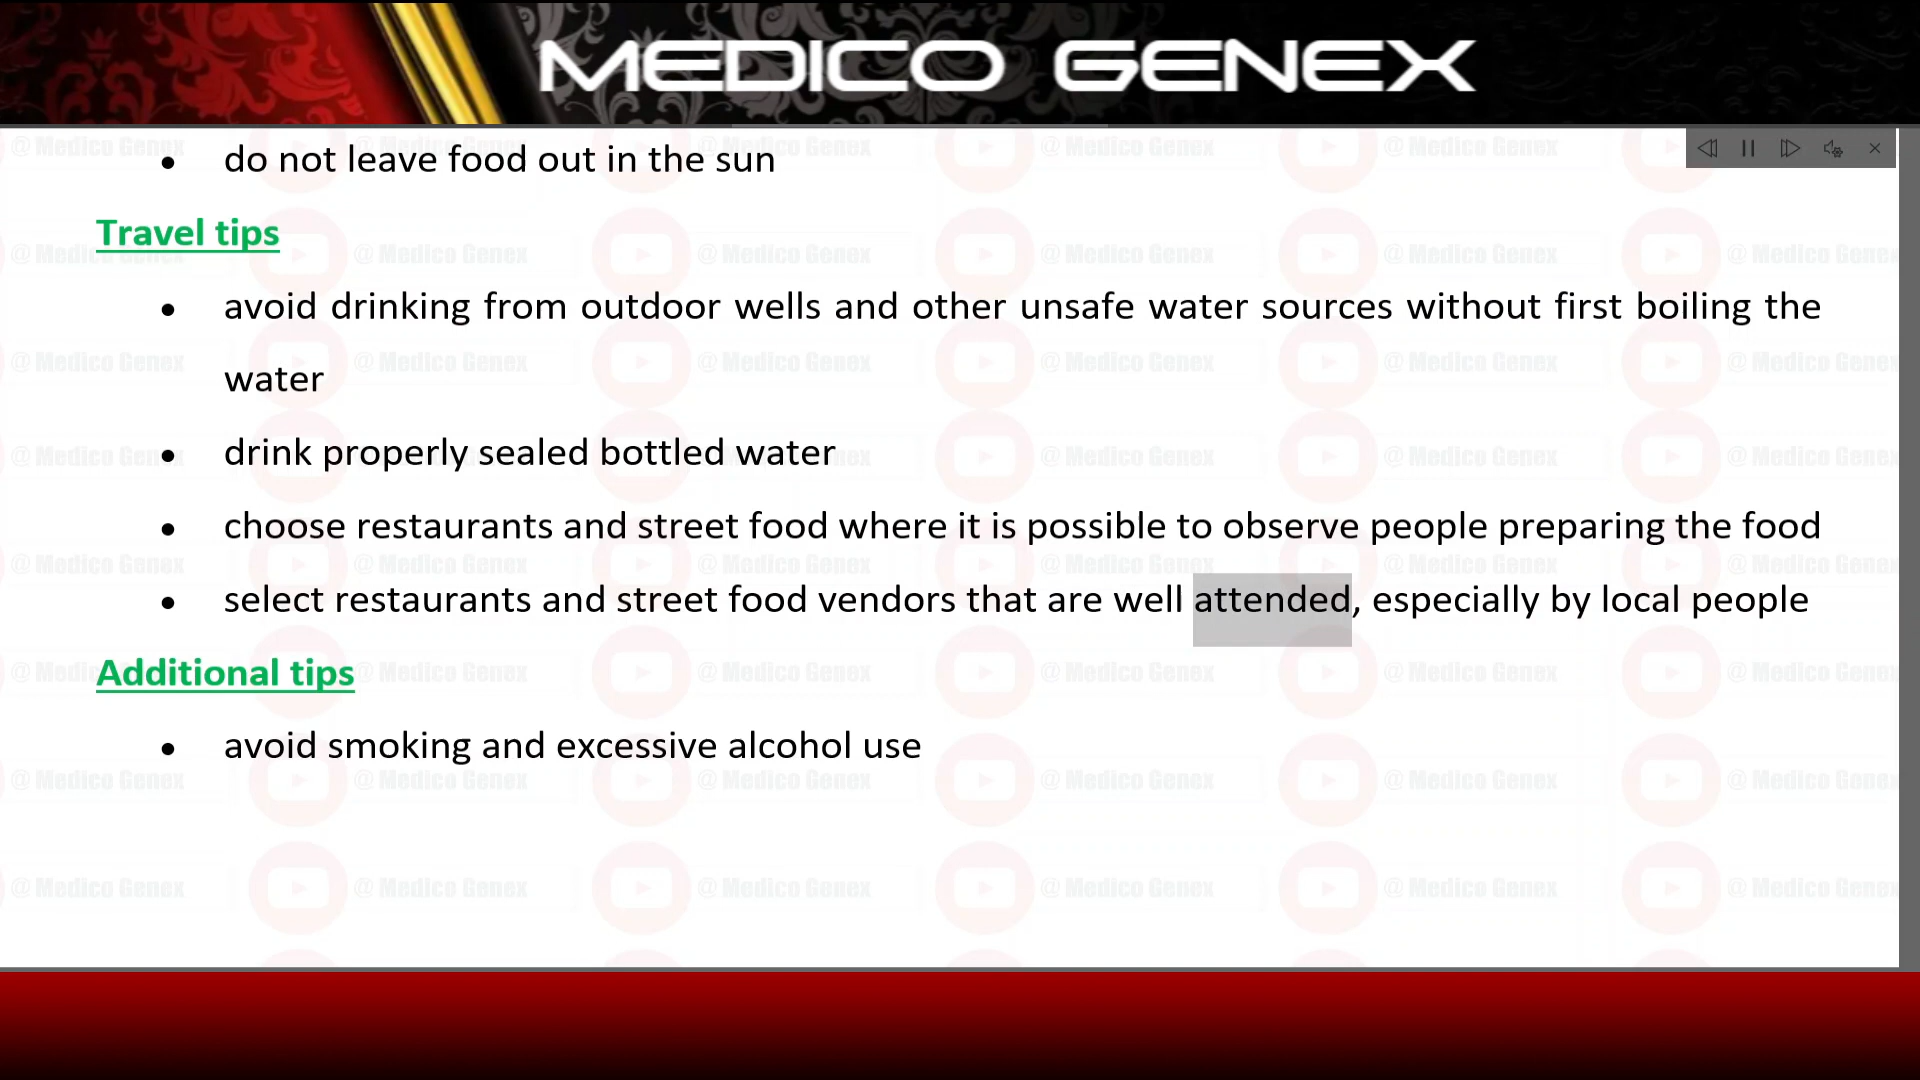 MEDICO GENEX
• do not leave food out in the sun
Travel tips
• avoid drinking from outdoor wells and other unsafe water sources without first boiling the
water
• drink properly sealed bottled water
• choose restaurants and street food where it is possible to observe people preparing the food
• select restaurants and street food vendors that are well attended, especially by local people
Additional tips
• avoid smoking and excessive alcohol use
@ Medico Genex